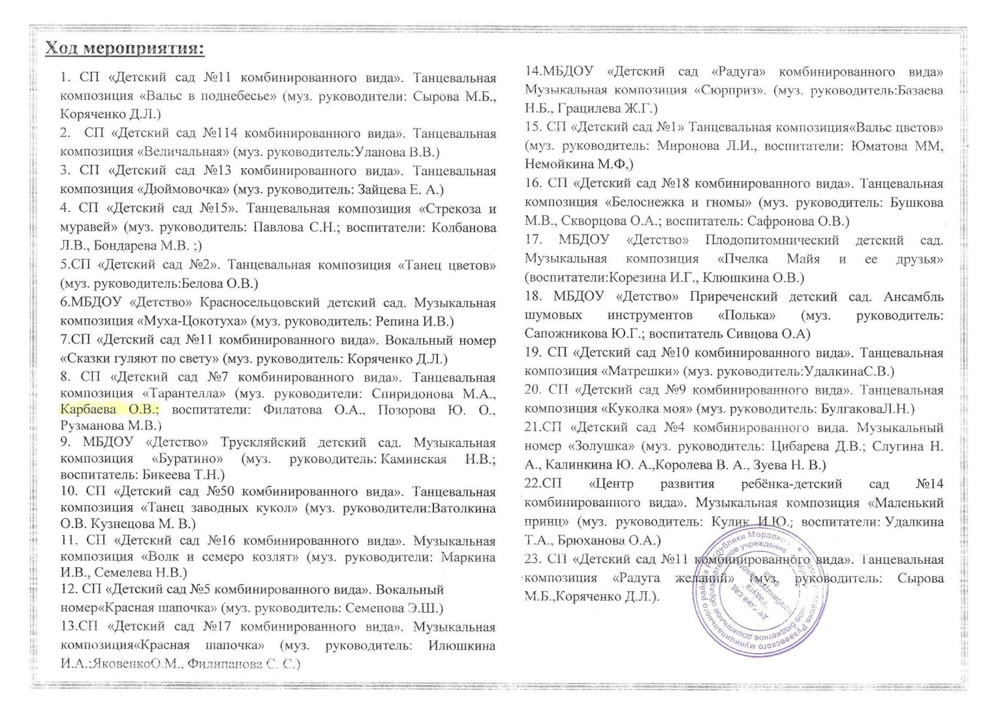 Ход мероприятия:
1. СП «Детский сад №11 комбинированного вида». Танцевальная
композиция «Вальс в поднебесье» (муз. руководители: Сырова М.Б.,
Коряченко Д.Л.)
2. СП «Детский сад №114 комбинированного вида». Танцевальная
композиция «Величальная» (муз. руководитель:Уланова В.В.)
3. СП «Детский сад №13 комбинированного вида». Танцевальная
композиция «Дюймовочка» (муз. руководитель: Зайцева Е. А.)
4. СП «Детский сад №15». Танцевальная композиция «Стрекоза и
муравей» (муз. руководитель: Павлова С.Н.; воспитатели: Колбанова
Л.В., Бондарева М.В. ;)
5.СП «Детский сад №2». Танцевальная композиция «Танец цветов»
(муз. руководитель:Белова О.В.)
6.МБДОУ «Детство» Красносельцовский детский сад. Музыкальная
композиция «Муха-Цокотуха» (муз. руководитель: Репина И.В.)
7.СП «Детский сад №11 комбинированного вида». Вокальный номер
«Сказки гуляют по свету» (муз. руководитель: Коряченко Д.Л.)
8. СП «Детский сад №7 комбинированного вида». Танцевальная
композиция «Тарантелла» (муз. руководители: Спиридонова М.А.,
Карбаева О.В.; воспитатели: Филатова О.А., Позорова Ю. О.,
Рузманова М.В.)
9. МБДОУ «Детство» Трускляйский детский сад. Музыкальная
композиция «Буратино» (муз. руководитель: Каминская Н.В.;
воспитатель: Бикеева Т.Н.)
10. СП «Детский сад №50 комбинированного вида». Танцевальная
композиция «Танец заводных кукол» (муз. руководители:Ватолкина
О.В. Кузнецова М. В.)
11. СП «Детский сад №16 комбинированного вида». Музыкальная
композиция «Волк и семеро козлят» (муз. руководители: Маркина
И.В., Семелева Н.В.)
12. СП «Детский сад №5 комбинированного вида». Вокальный
номер«Красная шапочка» (муз. руководитель: Семенова Э.Ш.)
13.СП «Детский сад №17 комбинированного вида». Музыкальная
композиция«Красная шапочка» (муз. руководитель: Илюшкина
И.А.;ЯковенкоО.М., Филипанова С. С.)
14.МБДОУ «Детский сад «Радуга» комбинированного вида»
Музыкальная композиция «Сюрприз». (муз. руководитель:Базаева
Н.Б., Грацилева Ж.Г.)
15. СП «Детский сад №1» Танцевальная композиция«Вальс цветов»
(муз. руководитель: Миронова Л.И., воспитатели: Юматова ММ,
Немойкина М.Ф,)
16. СП «Детский сад №18 комбинированного вида». Танцевальная
композиция «Белоснежка и гномы» (муз. руководитель: Бушкова
М.В., Скворцова О.А.; воспитатель: Сафронова О.В.)
17. МБДОУ «Детство» Плодопитомнический детский сад.
Музыкальная композиция «Пчелка Майя и ее друзья»
(воспитатели:Корезина И.Г., Клюшкина О.В.)
18. МБДОУ «Детство» Приреченский детский сад. Ансамбль
шумовых инструментов «Полька» (муз. руководитель:
Сапожникова Ю.Г.; воспитатель Сивцова О.А)
19. СП «Детский сад №10 комбинированного вида». Танцевальная
композиция «Матрешки» (муз. руководитель:УдалкинаС.В.)
20. СП «Детский сад №9 комбинированного вида». Танцевальная
композиция «Куколка моя» (муз. руководитель: БулгаковаЛ.Н.)
21.СП «Детский сад №4 комбинированного вида. Музыкальный
номер «Золушка» (муз. руководитель: Цибарева Д.В.; Слугина Н.
А., Калинкина Ю. А.,Королева В. А., Зуева Н. В.)
22.СП «Центр развития ребёнка-детский сад №14
комбинированного вида». Музыкальная композиция «Маленький
принц» (муз. руководитель: Кулик И.Ю.; воспитатели: Удалкина
Т.А., Брюханова О.А.)
23. СП «Детский сад №11 комбинированного вида». Танцевальная
композиция «Радуга желаний» (муз. руководитель: Сырова
М.Б.,Коряченко Д.Л.).
Рузаевского муниципального района Республики Мордовия
бюджетное дошкольное образовательное учреждение
Детский сад
"Радуга"
комбинированного
вида